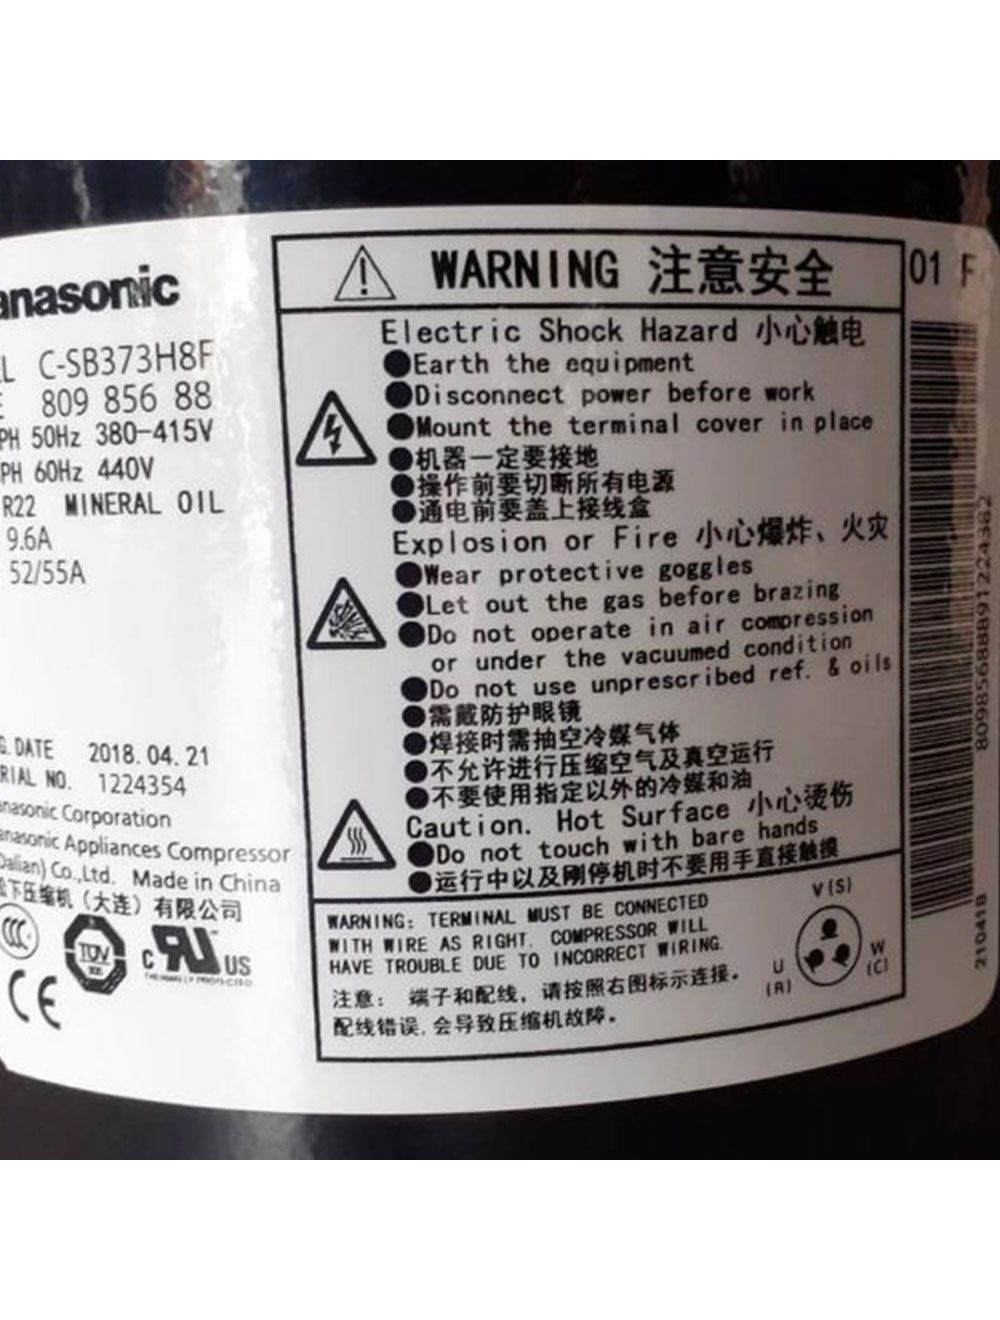 anasonic
EL C-SB373H8F
E 809 856 88
PH 50Hz 380-415V
PH 60Hz 440V
R22 MINERAL OIL
9.6A
52/55A
G. DATE 2018.04.21
RIAL NO. 1224354
anasonic Corporation
anasonic Appliances Compressor
Dalian) Co.,Ltd. Made in China
松下压缩机（大连）有限公司
CCC
TÜV
c RU US
CE
WARNING 注意安全
Electric Shock Hazard 小心触电
●Earth the equipment
●Disconnect power before work
●Mount the terminal cover in place
●机器一定要接地
●操作前要切断所有电源
●通电前要盖上接线盒
Explosion or Fire 小心爆炸、火灾
●Wear protective goggles
●Let out the gas before brazing
●Do not operate in air compression
or under the vacuumed condition
●Do not use unprescribed ref. & oils
●需戴防护眼镜
●焊接时需抽空冷媒气体
●不允许进行压缩空气及真空运行
●不要使用指定以外的冷媒和油
Caution. Hot Surface 小心烫伤
●Do not touch with bare hands
●运行中以及刚停机时不要用手直接触摸
WARNING: TERMINAL MUST BE CONNECTED
WITH WIRE AS RIGHT. COMPRESSOR WILL
HAVE TROUBLE DUE TO INCORRECT WIRING.
注意： 端子和配线，请按照右图标示连接。
配线错误，会导致压缩机故障。
V(S)
U
(R)
W
(C)
01 F
80985688891224382
210418